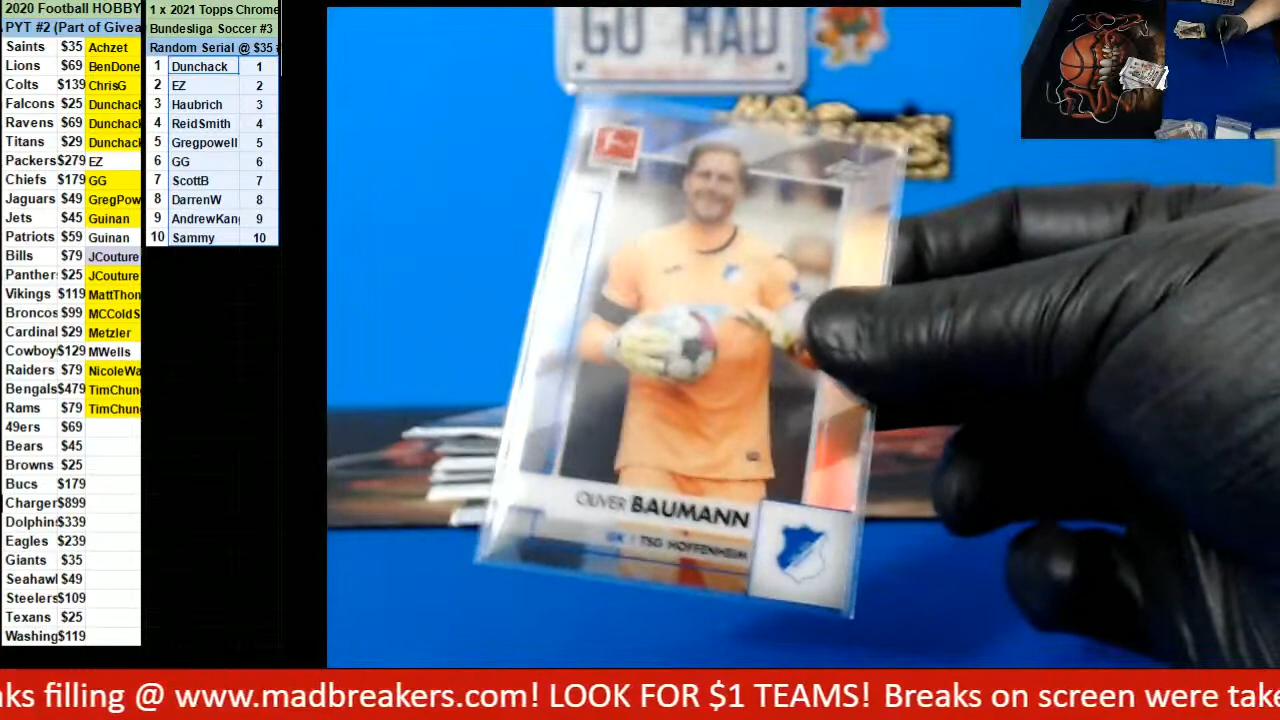 2020 Football HOBBY
PYT #2 (Part of Givea
Saints $35 Achzet
Lions $69 BenDone
Colts $139 ChrisG
Falcons $25 Dunchack
Ravens $69 Dunchack
Titans $29 Dunchack
Packers $279 EZ
Chiefs $179 GG
Jaguars $49 GregPow
Jets $45 Guinan
Patriots $59 Guinan
Bills $79 JCouture
Panther $25 JCouture
Vikings $119 MattThon
Broncos $99 MCColdS
Cardinal $29 Metzler
Cowboy $129 MWells
Raiders $79 NicoleWa
Bengals $479 TimChung
Rams $79 TimChung
49ers $69
Bears $45
Browns $25
Bucs $179
Charger $899
Dolphin $339
Eagles $239
Giants $35
Seahawl $49
Steelers $109
Texans $25
Washing $119
1 x 2021 Topps Chrome
Bundesliga Soccer #3
Random Serial @ $35
1 Dunchack 1
2 EZ 2
3 Haubrich 3
4 ReidSmith 4
5 Gregpowell 5
6 GG 6
7 ScottB 7
8 DarrenW 8
9 AndrewKang 9
10 Sammy 10
GO MAD
OLIVER BAUMANN
GK | TSG HOFFENHEIM
aks filling @ www.madbreakers.com! LOOK FOR $1 TEAMS! Breaks on screen were take